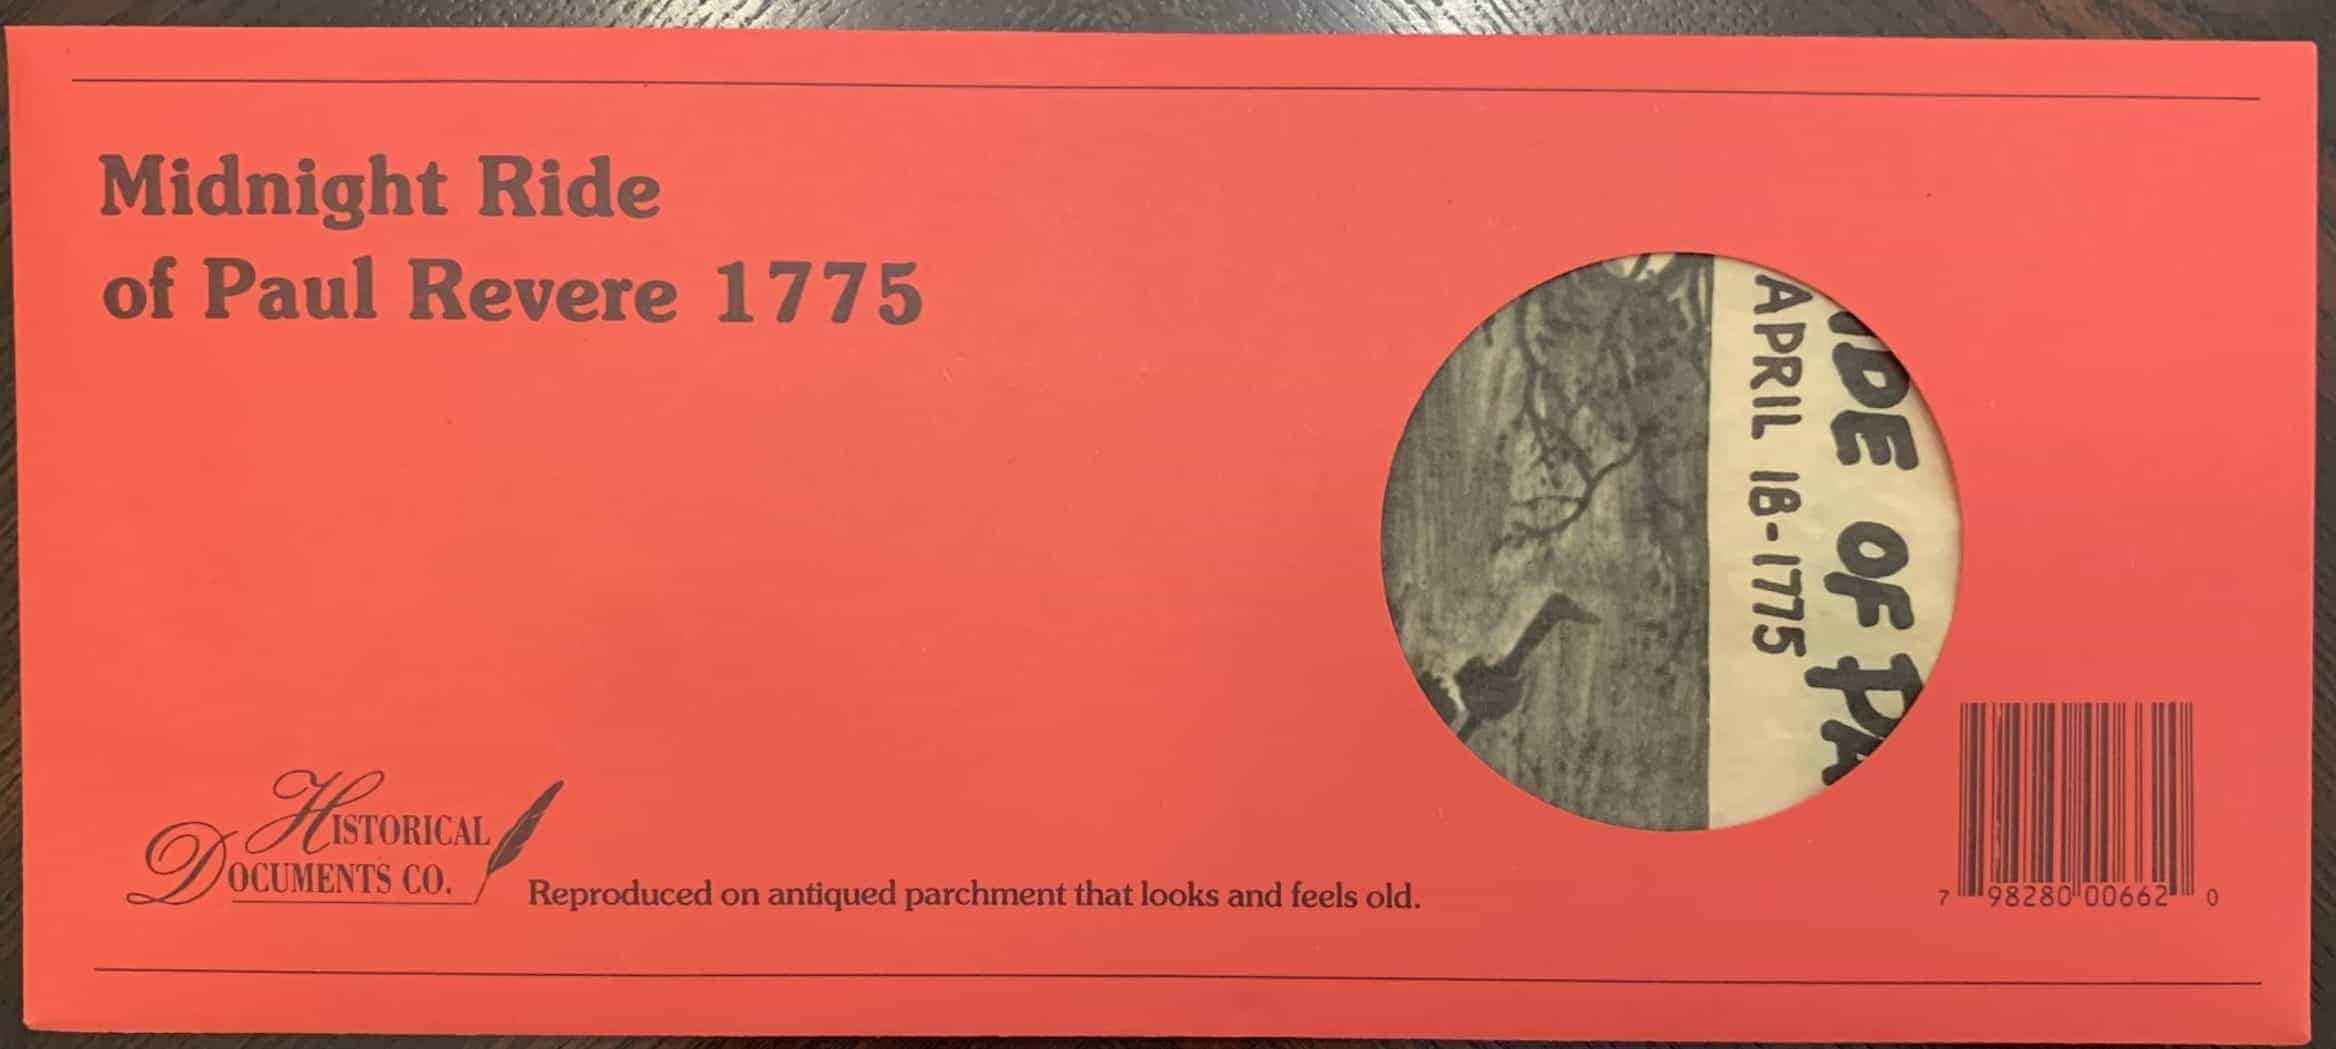 Midnight Ride
of Paul Revere 1775
IDE OF PA
APRIL 18-1775
HISTORICAL
DOCUMENTS CO.
Reproduced on antiqued parchment that looks and feels old.
7 98280 00662 0